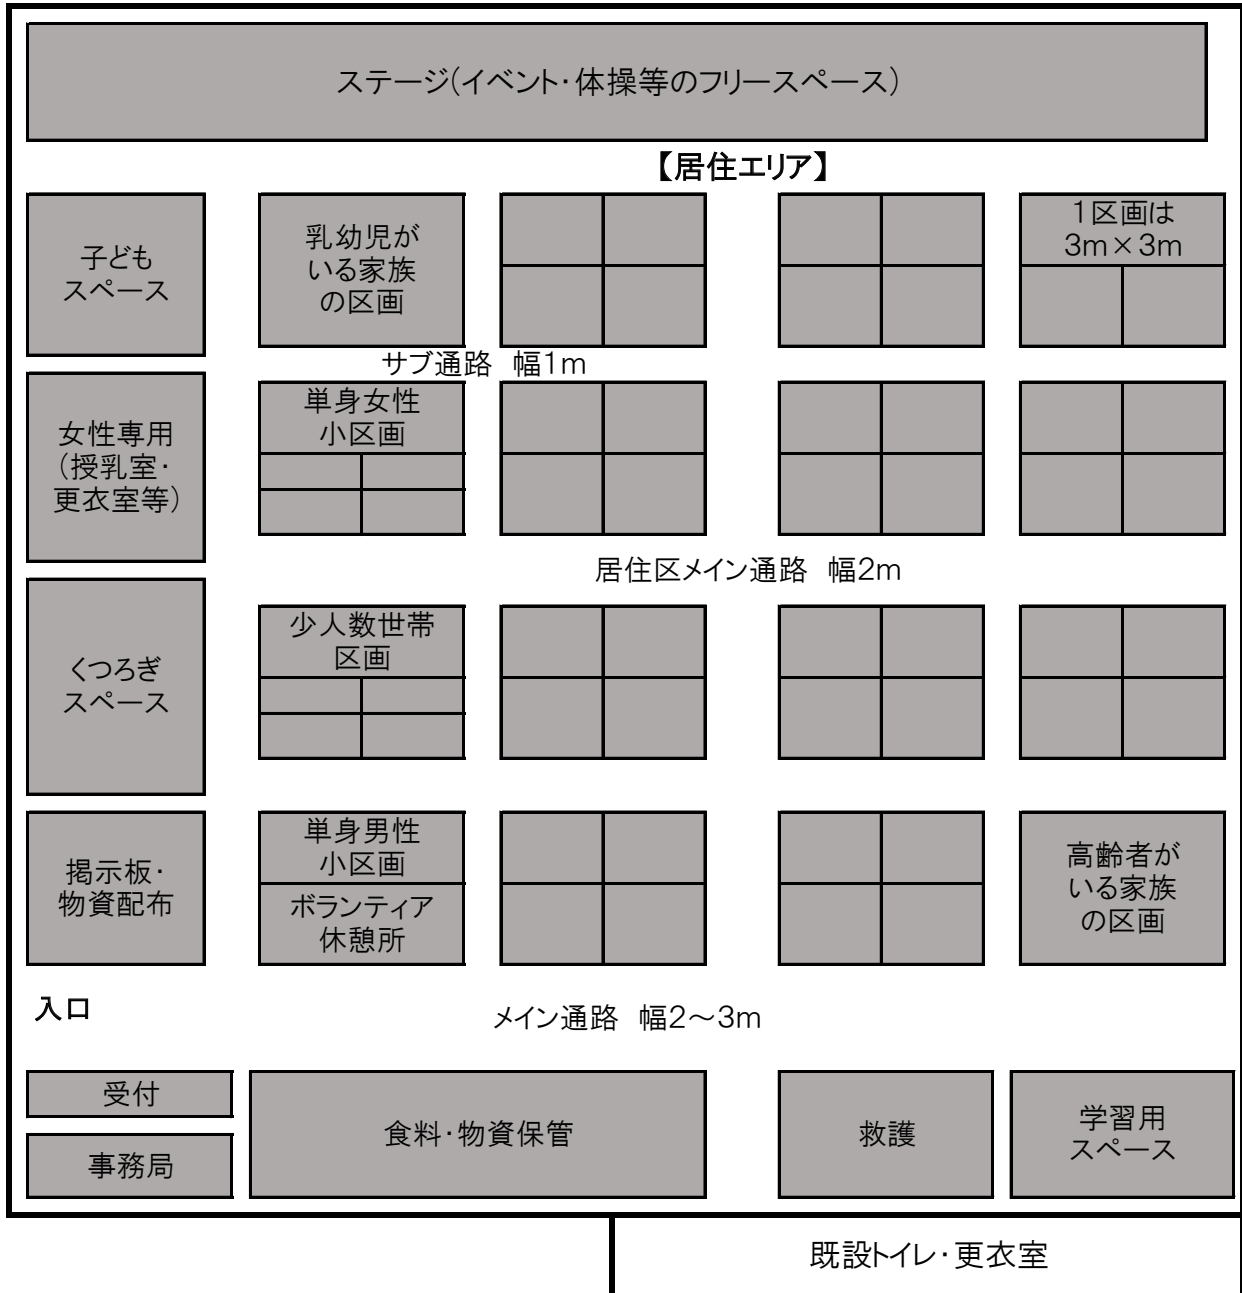 ステージ(イベント・体操等のフリースペース)
【居住エリア】
子ども
スペース
乳幼児が
いる家族
の区画
1区画は
3m×3m
サブ通路 幅1m
女性専用
(授乳室・
更衣室等)
単身女性
小区画
居住区メイン通路 幅2m
くつろぎ
スペース
少人数世帯
区画
掲示板・
物資配布
単身男性
小区画
ボランティア
休憩所
高齢者が
いる家族
の区画
入口
メイン通路 幅2～3m
受付
事務局
食料・物資保管
救護
学習用
スペース
既設トイレ・更衣室